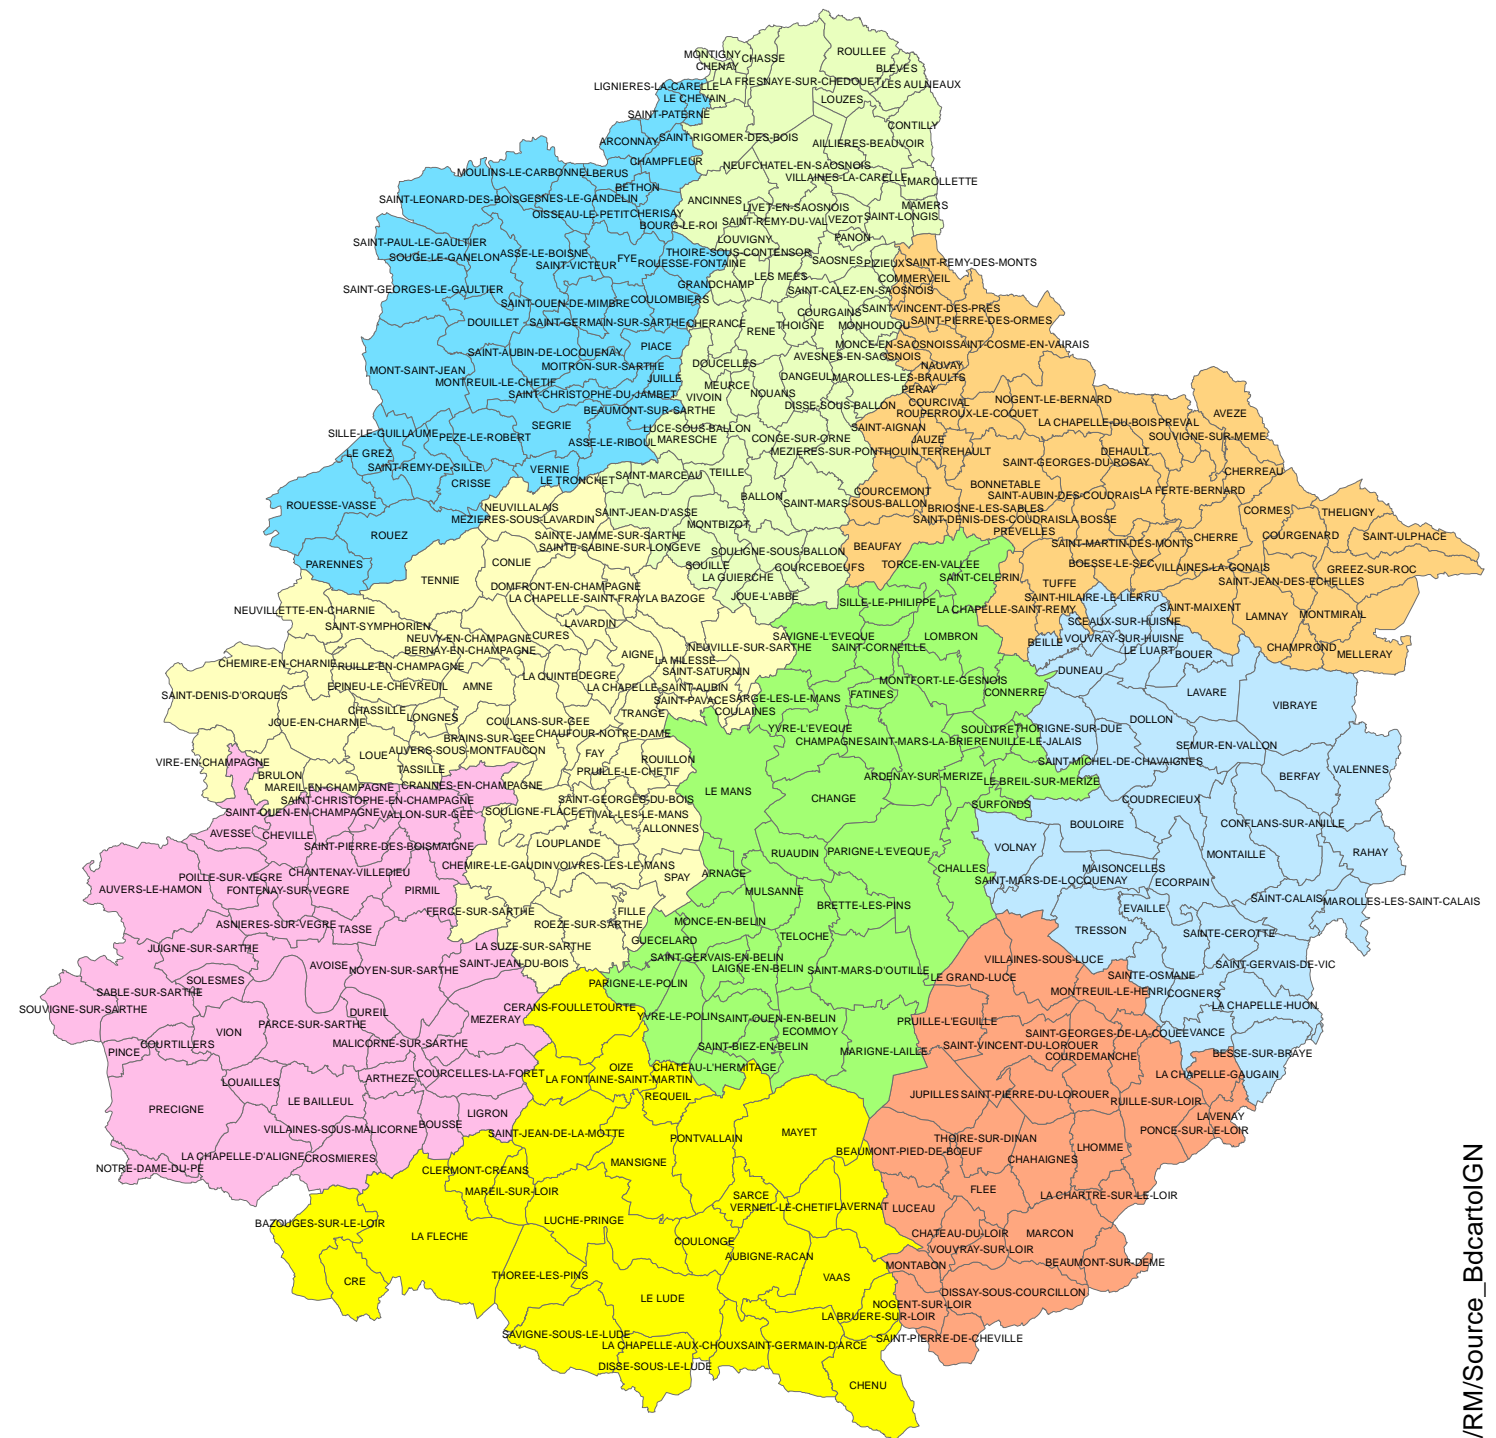 ROULLEE
MONTIGNY
CHASSE
CHENAY
BLEVES
LA FRESNAYE-SUR-CHEDOUET
LES AULNEAUX
LIGNIERES-LA-CARELLE
LE CHEVAIN
LOUZES
SAINT-PATERNE
CONTILLY
ARCONNAY
SAINT-RIGOMER-DES-BOIS
AILLIERES-BEAUVOIR
CHAMPFLEUR
NEUFCHATEL-EN-SAOSNOIS
MOULINS-LE-CARBONNEL
BERUS
VILLAINES-LA-CARELLE
MAROLLETTE
BETHON
SAINT-LEONARD-DES-BOIS
GESNES-LE-GANDELIN
ANCINNES
LIVET-EN-SAOSNOIS
MAMERS
OISSEAU-LE-PETIT
CHERISAY
BOURG-LE-ROI
SAINT-REMY-DU-VAL
VEZOT
SAINT-LONGIS
SAINT-PAUL-LE-GAULTIER
LOUVIGNY
PANON
SOUGE-LE-GANELON
ASSE-LE-BOISNE
SAINT-VICTEUR
FYE
ROUESSE-FONTAINE
THOIRE-SOUS-CONTENSOR
SAOSNES
PIZIEUX
SAINT-REMY-DES-MONTS
LES MEES
COMMERVEIL
SAINT-GEORGES-LE-GAULTIER
GRANDCHAMP
SAINT-CALEZ-EN-SAOSNOIS
SAINT-OUEN-DE-MIMBRE
COULOMBIERS
SAINT-VINCENT-DES-PRES
COURGAINS
DOUILLET
SAINT-GERMAIN-SUR-SARTHE
CHERANCE
RENE
THOIGNE
MONHOUDOU
SAINT-PIERRE-DES-ORMES
PIACE
MONCE-EN-SAOSNOIS
SAINT-COSME-EN-VAIRAIS
SAINT-AUBIN-DE-LOCQUENAY
AVESNES-EN-SAOSNOIS
MONT-SAINT-JEAN
MOITRON-SUR-SARTHE
DOUCELLES
NAUVAY
MONTREUIL-LE-CHETIF
JUILLE
MEURCE
DANGEUL
MAROLLES-LES-BRAULTS
SAINT-CHRISTOPHE-DU-JAMBET
VIVOIN
NOUANS
PERAY
BEAUMONT-SUR-SARTHE
DISSE-SOUS-BALLON
COURCIVAL
NOGENT-LE-BERNARD
ROUPERROUX-LE-COQUET
AVEZE
SEGRIE
LUCE-SOUS-BALLON
SAINT-AIGNAN
LA CHAPELLE-DU-BOIS
PREVAL
SILLE-LE-GUILLAUME
PEZE-LE-ROBERT
ASSE-LE-RIBOUL
MARESCHE
CONGE-SUR-ORNE
JAUZE
SOUVIGNE-SUR-MEME
LE GREZ
MEZIERES-SUR-PONTHOUIN
TERREHAULT
DEHAULT
SAINT-REMY-DE-SILLE
VERNIE
SAINT-GEORGES-DU-ROSAY
CHERREAU
CRISSE
LE TRONCHET
SAINT-MARCEAU
TEILLE
BONNETABLE
COURCEMONT
SAINT-AUBIN-DES-COUDRAIS
LA FERTE-BERNARD
ROUESSE-VASSE
NEUVILLALAIS
BALLON
SAINT-MARS-SOUS-BALLON
BRIOSNE-LES-SABLES
CORMES
THELIGNY
MEZIERES-SOUS-LAVARDIN
SAINT-JEAN-D'ASSE
MONTBIZOT
SAINT-DENIS-DES-COUDRAIS
LA BOSSE
PREVELLES
ROUEZ
SAINTE-JAMME-SUR-SARTHE
CHERRE
COURGENARD
SAINT-ULPHACE
SAINTE-SABINE-SUR-LONGEVE
SOULIGNE-SOUS-BALLON
BEAUFAY
SAINT-MARTIN-DES-MONTS
PARENNES
CONLIE
SOUILLE
COURCEBOEUFS
TORCE-EN-VALLEE
BOESSE-LE-SEC
VILLAINES-LA-GONAIS
GREEZ-SUR-ROC
TENNIE
DOMFRONT-EN-CHAMPAGNE
LA GUIERCHE
SAINT-CELERIN
TUFFE
SAINT-JEAN-DES-ECHELLES
LA CHAPELLE-SAINT-FRAY
LA BAZOGE
JOUE-L'ABBE
SILLE-LE-PHILIPPE
SAINT-HILAIRE-LE-LIERRU
NEUVILLETTE-EN-CHARNIE
LA CHAPELLE-SAINT-REMY
SAINT-MAIXENT
LAMNAY
MONTMIRAIL
SAINT-SYMPHORIEN
LAVARDIN
SCEAUX-SUR-HUISNE
NEUVY-EN-CHAMPAGNE
CURES
SAVIGNE-L'EVEQUE
LOMBRON
BEILLE
VOUVRAY-SUR-HUISNE
BERNAY-EN-CHAMPAGNE
AIGNE
NEUVILLE-SUR-SARTHE
SAINT-CORNEILLE
LE LUART
BOUER
CHAMPROND
MELLERAY
CHEMIRE-EN-CHARNIE
RUILLE-EN-CHAMPAGNE
LA MILESSE
SAINT-SATURNIN
DUNEAU
LA QUINTE
DEGRE
MONTFORT-LE-GESNOIS
SAINT-DENIS-D'ORQUES
EPINEU-LE-CHEVREUIL
AMNE
LA CHAPELLE-SAINT-AUBIN
SAINT-PAVACE
SARGE-LES-LE-MANS
FATINES
CONNERRE
LAVARE
VIBRAYE
CHASSILLE
LONGNES
TRANGE
COULAINES
JOUE-EN-CHARNIE
COULANS-SUR-GEE
CHAUFOUR-NOTRE-DAME
YVRE-L'EVEQUE
SOULITRE
THORIGNE-SUR-DUE
DOLLON
BRAINS-SUR-GEE
CHAMPAGNE
SAINT-MARS-LA-BRIERE
NUILLE-LE-JALAIS
SEMUR-EN-VALLON
LOUE
AUVERS-SOUS-MONTFAUCON
FAY
ROUILLON
VIRE-EN-CHAMPAGNE
TASSILLE
PRUILLE-LE-CHETIF
SAINT-MICHEL-DE-CHAVAIGNES
VALENNES
BRULON
ARDENAY-SUR-MERIZE
LE-BREIL-SUR-MERIZE
BERFAY
MAREIL-EN-CHAMPAGNE
CRANNES-EN-CHAMPAGNE
LE MANS
CHANGE
SAINT-CHRISTOPHE-EN-CHAMPAGNE
SAINT-GEORGES-DU-BOIS
SURFONDS
COUDRECIEUX
SAINT-OUEN-EN-CHAMPAGNE
VALLON-SUR-GEE
SOULIGNE-FLACE
ETIVAL-LES-LE-MANS
AVESSE
CHEVILLE
ALLONNES
BOULOIRE
CONFLANS-SUR-ANILLE
SAINT-PIERRE-DES-BOIS
MAIGNE
LOUPLANDE
RUAUDIN
PARIGNE-L'EVEQUE
VOLNAY
MONTAILLE
RAHAY
CHEMIRE-LE-GAUDIN
VOIVRES-LES-LE-MANS
CHALLES
MAISONCELLES
POILLE-SUR-VEGRE
CHANTENAY-VILLEDIEU
SPAY
ARNAGE
SAINT-MARS-DE-LOCQUENAY
ECORPAIN
AUVERS-LE-HAMON
FONTENAY-SUR-VEGRE
PIRMIL
MULSANNE
SAINT-CALAIS
MAROLLES-LES-SAINT-CALAIS
FERCE-SUR-SARTHE
FILLE
BRETTE-LES-PINS
EVAILLE
ASNIERES-SUR-VEGRE
TASSE
ROEZE-SUR-SARTHE
MONCE-EN-BELIN
TRESSON
SAINTE-CEROTTE
JUIGNE-SUR-SARTHE
LA SUZE-SUR-SARTHE
GUECELARD
TELOCHE
AVOISE
NOYEN-SUR-SARTHE
SAINT-JEAN-DU-BOIS
SAINT-GERVAIS-EN-BELIN
VILLAINES-SOUS-LUCE
SAINT-GERVAIS-DE-VIC
SOLESMES
LAIGNE-EN-BELIN
SAINT-MARS-D'OUTILLE
LE GRAND-LUCE
SAINTE-OSMANE
SABLE-SUR-SARTHE
PARIGNE-LE-POLIN
MONTREUIL-LE-HENRI
COGNERS
SOUVIGNE-SUR-SARTHE
DUREIL
CERANS-FOULLETOURTE
LA CHAPELLE-HUON
PARCE-SUR-SARTHE
MEZERAY
YVRE-LE-POLIN
SAINT-OUEN-EN-BELIN
PRUILLE-L'EGUILLE
VION
ECOMMOY
SAINT-GEORGES-DE-LA-COUEE
VANCE
PINCE
COURTILLERS
MALICORNE-SUR-SARTHE
SAINT-BIEZ-EN-BELIN
MARIGNE-LAILLE
SAINT-VINCENT-DU-LOROUER
COURDEMANCHE
BESSE-SUR-BRAYE
LOUAILLES
ARTHEZE
COURCELLES-LA-FORET
OIZE
CHATEAU-L'HERMITAGE
LA CHAPELLE-GAUGAIN
LA FONTAINE-SAINT-MARTIN
LE BAILLEUL
REQUEIL
JUPILLES
SAINT-PIERRE-DU-LOROUER
RUILLE-SUR-LOIR
PRECIGNE
LIGRON
LAVENAY
VILLAINES-SOUS-MALICORNE
BOUSSE
SAINT-JEAN-DE-LA-MOTTE
PONTVALLAIN
MAYET
THOIRE-SUR-DINAN
PONCE-SUR-LE-LOIR
LA CHAPELLE-D'ALIGNE
CROSMIERES
BEAUMONT-PIED-DE-BOEUF
CHAHAIGNES
LHOMME
NOTRE-DAME-DU-PE
CLERMONT-CREANS
MANSIGNE
MAREIL-SUR-LOIR
SARCE
FLEE
LA CHARTRE-SUR-LE-LOIR
VERNEIL-LE-CHETIF
LAVERNAT
LUCEAU
BAZOUGES-SUR-LE-LOIR
LUCHE-PRINGE
LA FLECHE
COULONGE
CHATEAU-DU-LOIR
MARCON
AUBIGNE-RACAN
VOUVRAY-SUR-LOIR
MONTABON
BEAUMONT-SUR-DEME
CRE
THOREE-LES-PINS
VAAS
LE LUDE
DISSAY-SOUS-COURCILLON
NOGENT-SUR-LOIR
LA BRUERE-SUR-LOIR
SAVIGNE-SOUS-LE-LUDE
SAINT-PIERRE-DE-CHEVILLE
LA CHAPELLE-AUX-CHOUX
SAINT-GERMAIN-D'ARCE
DISSE-SOUS-LE-LUDE
CHENU
/RM/Source_BdcartoIGN